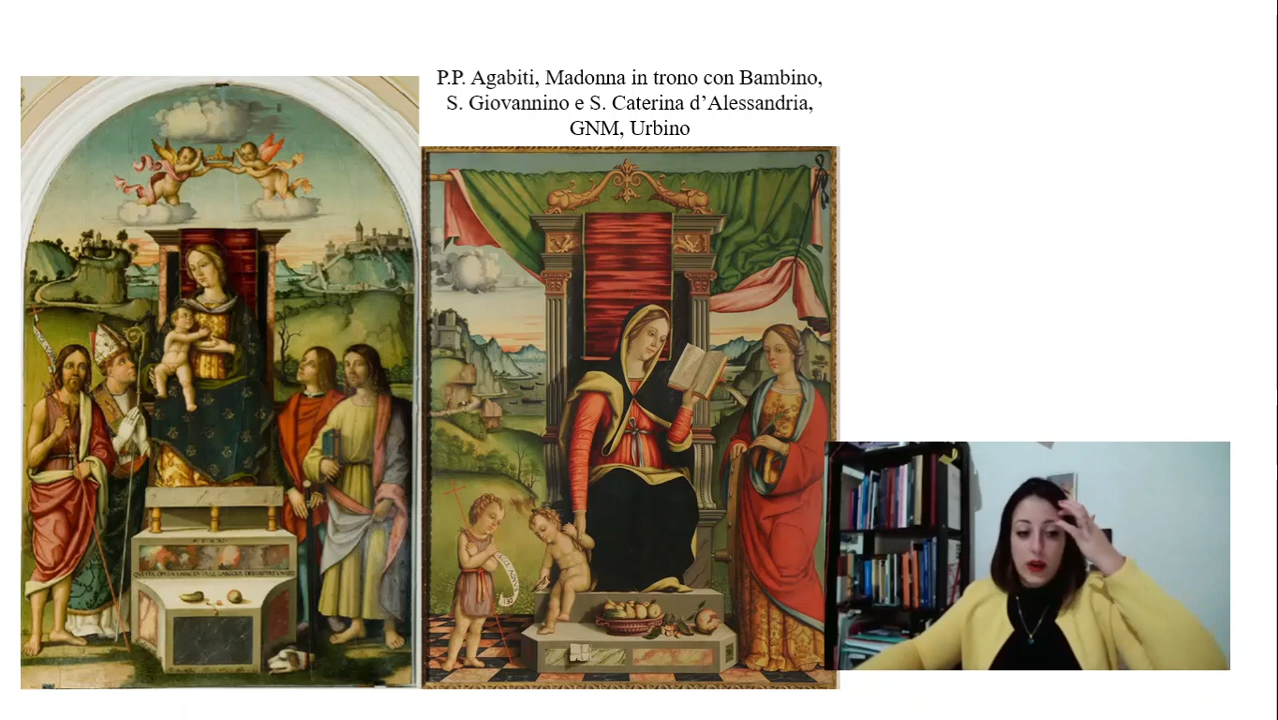 P.P. Agabiti, Madonna in trono con Bambino,
S. Giovannino e S. Caterina d’Alessandria,
GNM, Urbino